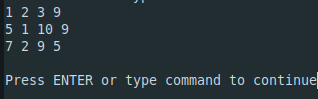 1 2 3 9
5 1 10 9
7 2 9 5
Press ENTER or type command to continue